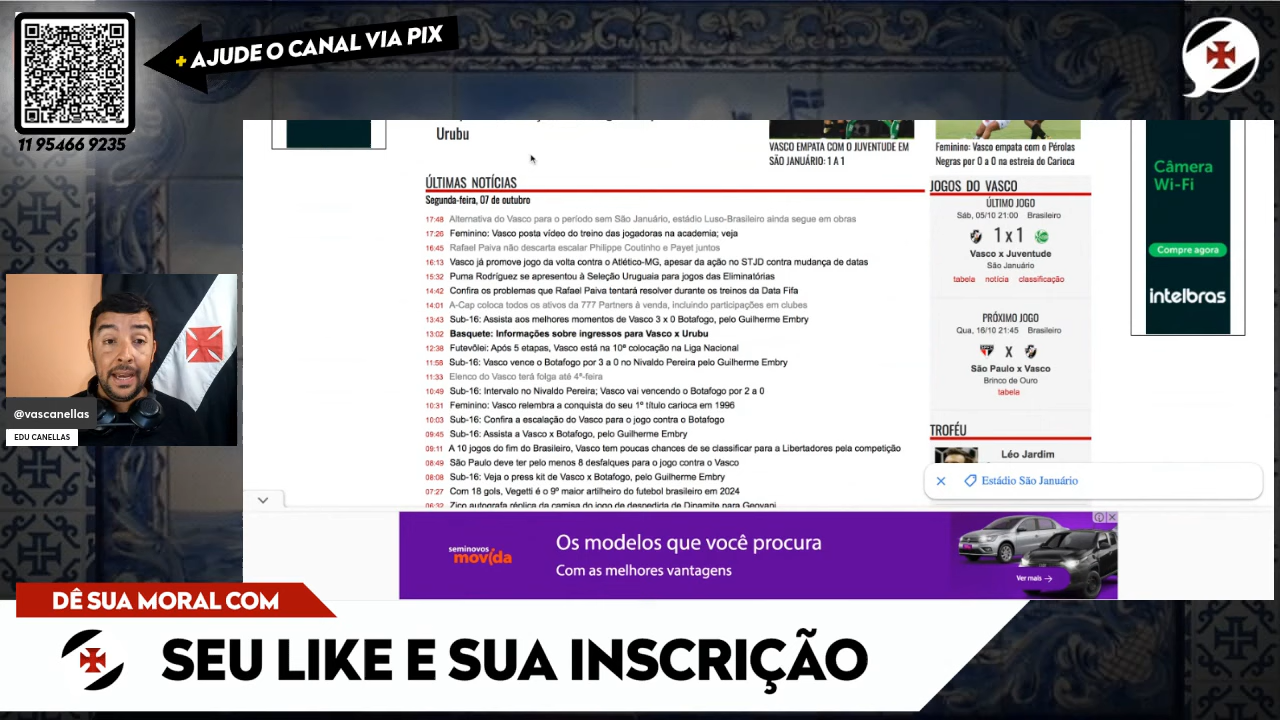 + AJUDE O CANAL VIA PIX
11 95466 9235
Urubu
VASCO EMPATA COM O JUVENTUDE EM
SÃO JANUÁRIO: 1 A 1
Feminino: Vasco empata com o Pérolas
Negras por 0 a 0 na estreia do Carioca
ÚLTIMAS NOTÍCIAS
Segunda-feira, 07 de outubro
17:48 Alternativa do Vasco para o período sem São Januário, estádio Luso-Brasileiro ainda segue em obras
17:26 Feminino: Vasco posta vídeo do treino das jogadoras na academia; veja
16:45 Rafael Paiva não descarta escalar Philippe Coutinho e Payet juntos
16:13 Vasco já promove jogo da volta contra o Atlético-MG, apesar da ação no STJD contra mudança de datas
15:32 Puma Rodríguez se apresentou à Seleção Uruguaia para jogos das Eliminatórias
14:42 Confira os problemas que Rafael Paiva tentará resolver durante os treinos da Data Fifa
14:01 A-Cap coloca todos os ativos da 777 Partners à venda, incluindo participações em clubes
13:43 Sub-16: Assista aos melhores momentos de Vasco 3 x 0 Botafogo, pelo Guilherme Embry
13:02 Basquete: Informações sobre ingressos para Vasco x Urubu
12:38 Futevôlei: Após 5 etapas, Vasco está na 10ª colocação na Liga Nacional
11:58 Sub-16: Vasco vence o Botafogo por 3 a 0 no Nivaldo Pereira pelo Guilherme Embry
11:33 Elenco do Vasco terá folga até 4ª-feira
10:49 Sub-16: Intervalo no Nivaldo Pereira; Vasco vai vencendo o Botafogo por 2 a 0
10:31 Feminino: Vasco relembra a conquista do seu 1º título carioca em 1996
10:03 Sub-16: Confira a escalação do Vasco para o jogo contra o Botafogo
09:45 Sub-16: Assista a Vasco x Botafogo, pelo Guilherme Embry
09:11 A 10 jogos do fim do Brasileiro, Vasco tem poucas chances de se classificar para a Libertadores pela competição
08:49 São Paulo deve ter pelo menos 8 desfalques para o jogo contra o Vasco
08:08 Sub-16: Veja o press kit de Vasco x Botafogo, pelo Guilherme Embry
07:27 Com 18 gols, Vegetti é o 9º maior artilheiro do futebol brasileiro em 2024
06:32 Zico autografa réplica da camisa do jogo de despedida de Dinamite para Geovani
JOGOS DO VASCO
ÚLTIMO JOGO
Sáb, 05/10 21:00 Brasileiro
1 x 1
Vasco x Juventude
São Januário
tabela notícia classificação
PRÓXIMO JOGO
Qua, 16/10 21:45 Brasileiro
X
São Paulo x Vasco
Brinco de Ouro
tabela
TROFÉU
Léo Jardim
Estádio São Januário
Câmera
Wi-Fi
Compre agora
intelbras
@vascanellas
EDU CANELLAS
seminovos
movida
Os modelos que você procura
Com as melhores vantagens
Ver mais →
DÊ SUA MORAL COM
SEU LIKE E SUA INSCRIÇÃO